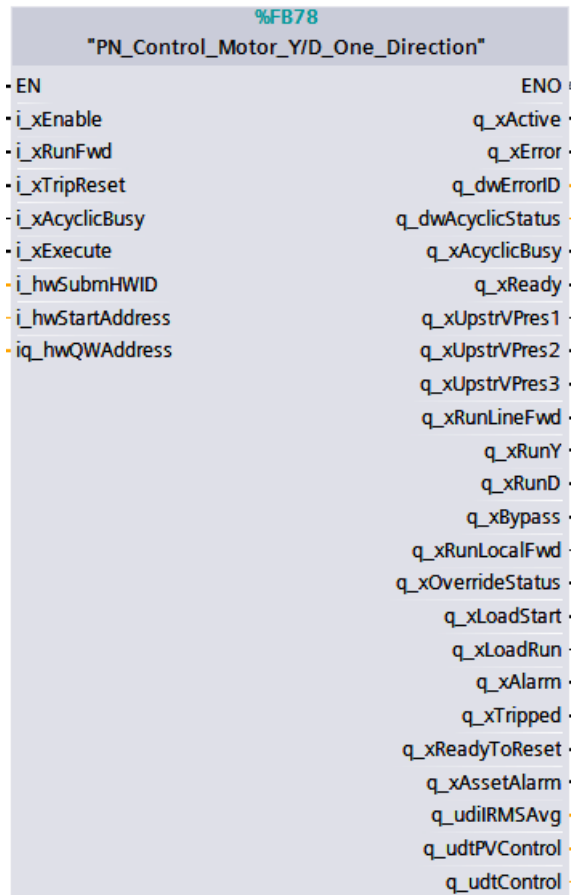 %FB78
"PN_Control_Motor_Y/D_One_Direction"
EN ENO
i_xEnable q_xActive
i_xRunFwd q_xError
i_xTripReset q_dwErrorID
i_xAcyclicBusy q_dwAcyclicStatus
i_xExecute q_xAcyclicBusy
i_hwSubmHWID q_xReady
i_hwStartAddress q_xUpstrVPres1
iq_hwQWAddress q_xUpstrVPres2
q_xUpstrVPres3
q_xRunLineFwd
q_xRunY
q_xRunD
q_xBypass
q_xRunLocalFwd
q_xOverrideStatus
q_xLoadStart
q_xLoadRun
q_xAlarm
q_xTripped
q_xReadyToReset
q_xAssetAlarm
q_udiIRMSAvg
q_udtPVControl
q_udtControl